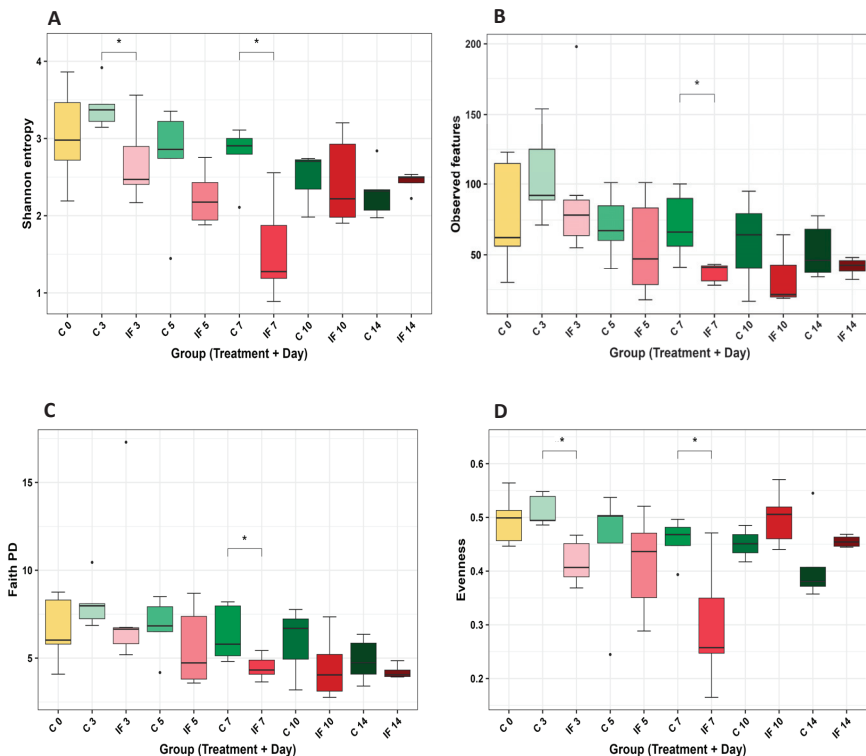 A
Shannon entropy
4
3
2
1
* *
C 0 C 3 IF 3 C 5 IF 5 C 7 IF 7 C 10 IF 10 C 14 IF 14
Group (Treatment + Day)
B
Observed features
200
150
100
50
*
C 0 C 3 IF 3 C 5 IF 5 C 7 IF 7 C 10 IF 10 C 14 IF 14
Group (Treatment + Day)
C
Faith PD
15
10
5
*
C 0 C 3 IF 3 C 5 IF 5 C 7 IF 7 C 10 IF 10 C 14 IF 14
Group (Treatment + Day)
D
Evenness
0.6
0.5
0.4
0.3
0.2
* *
C 0 C 3 IF 3 C 5 IF 5 C 7 IF 7 C 10 IF 10 C 14 IF 14
Group (Treatment + Day)